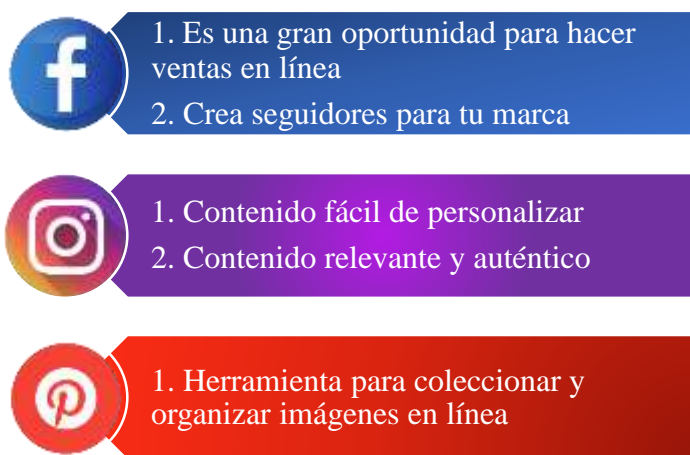 1. Es una gran oportunidad para hacer
ventas en línea
2. Crea seguidores para tu marca
1. Contenido fácil de personalizar
2. Contenido relevante y auténtico
1. Herramienta para coleccionar y
organizar imágenes en línea